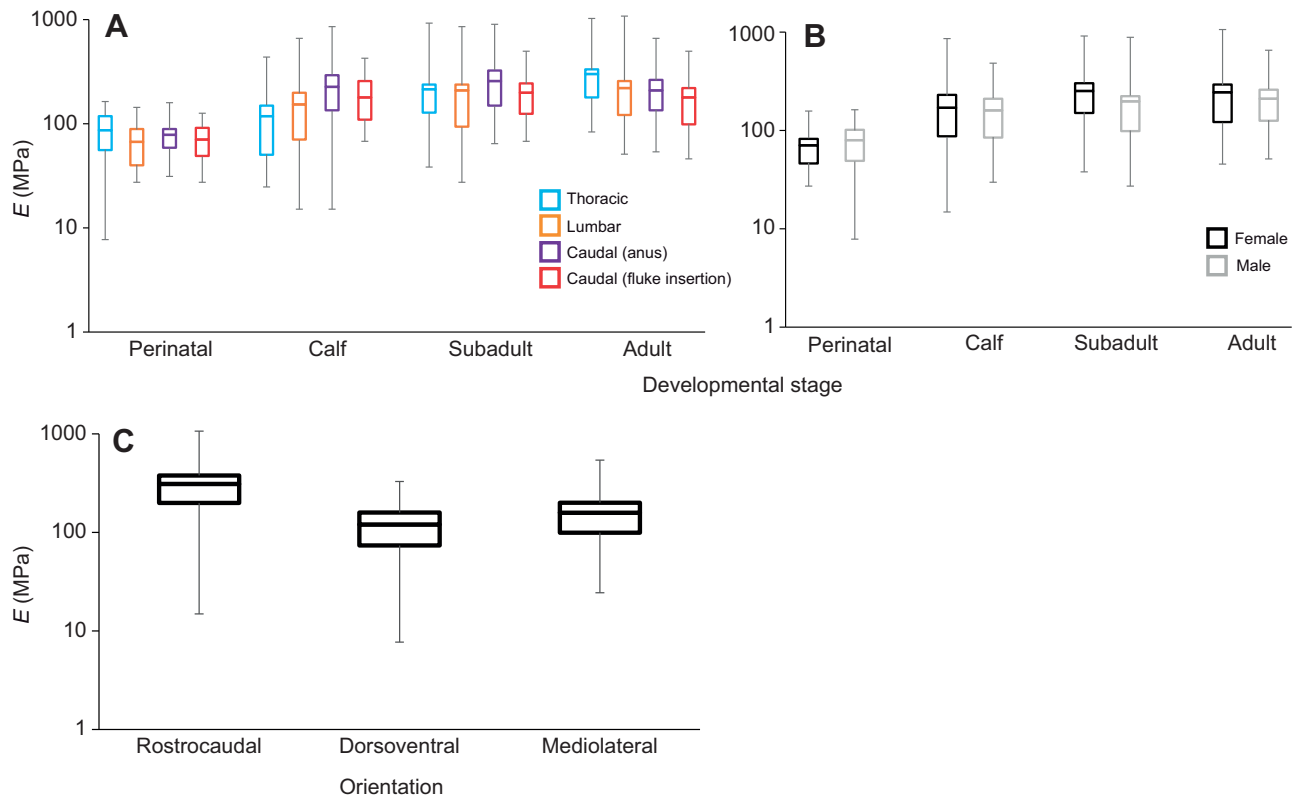 A
E (MPa)
1000
100
10
1
Thoracic
Lumbar
Caudal (anus)
Caudal (fluke insertion)
Perinatal Calf Subadult Adult
B
1000
100
10
1
Female
Male
Perinatal Calf Subadult Adult
Developmental stage
C
E (MPa)
1000
100
10
1
Rostrocaudal Dorsoventral Mediolateral
Orientation